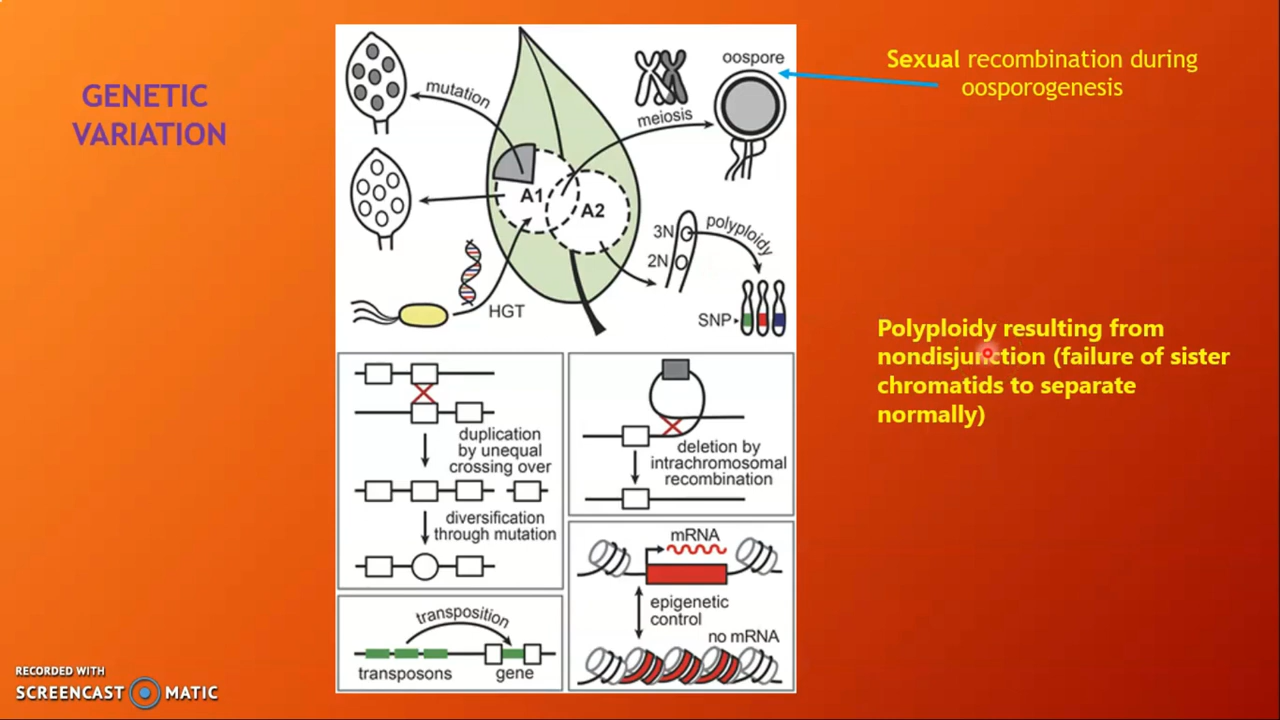 GENETIC
VARIATION
mutation
meiosis
oospore
A1
A2
HGT
3N
2N
polyploidy
SNP
duplication
by unequal
crossing over
diversification
through mutation
transposition
transposons
gene
deletion by
intrachromosomal
recombination
mRNA
epigenetic
control
no mRNA
Sexual recombination during
oosporogenesis
Polyploidy resulting from
nondisjunction (failure of sister
chromatids to separate
normally)
RECORDED WITH
SCREENCAST MATIC